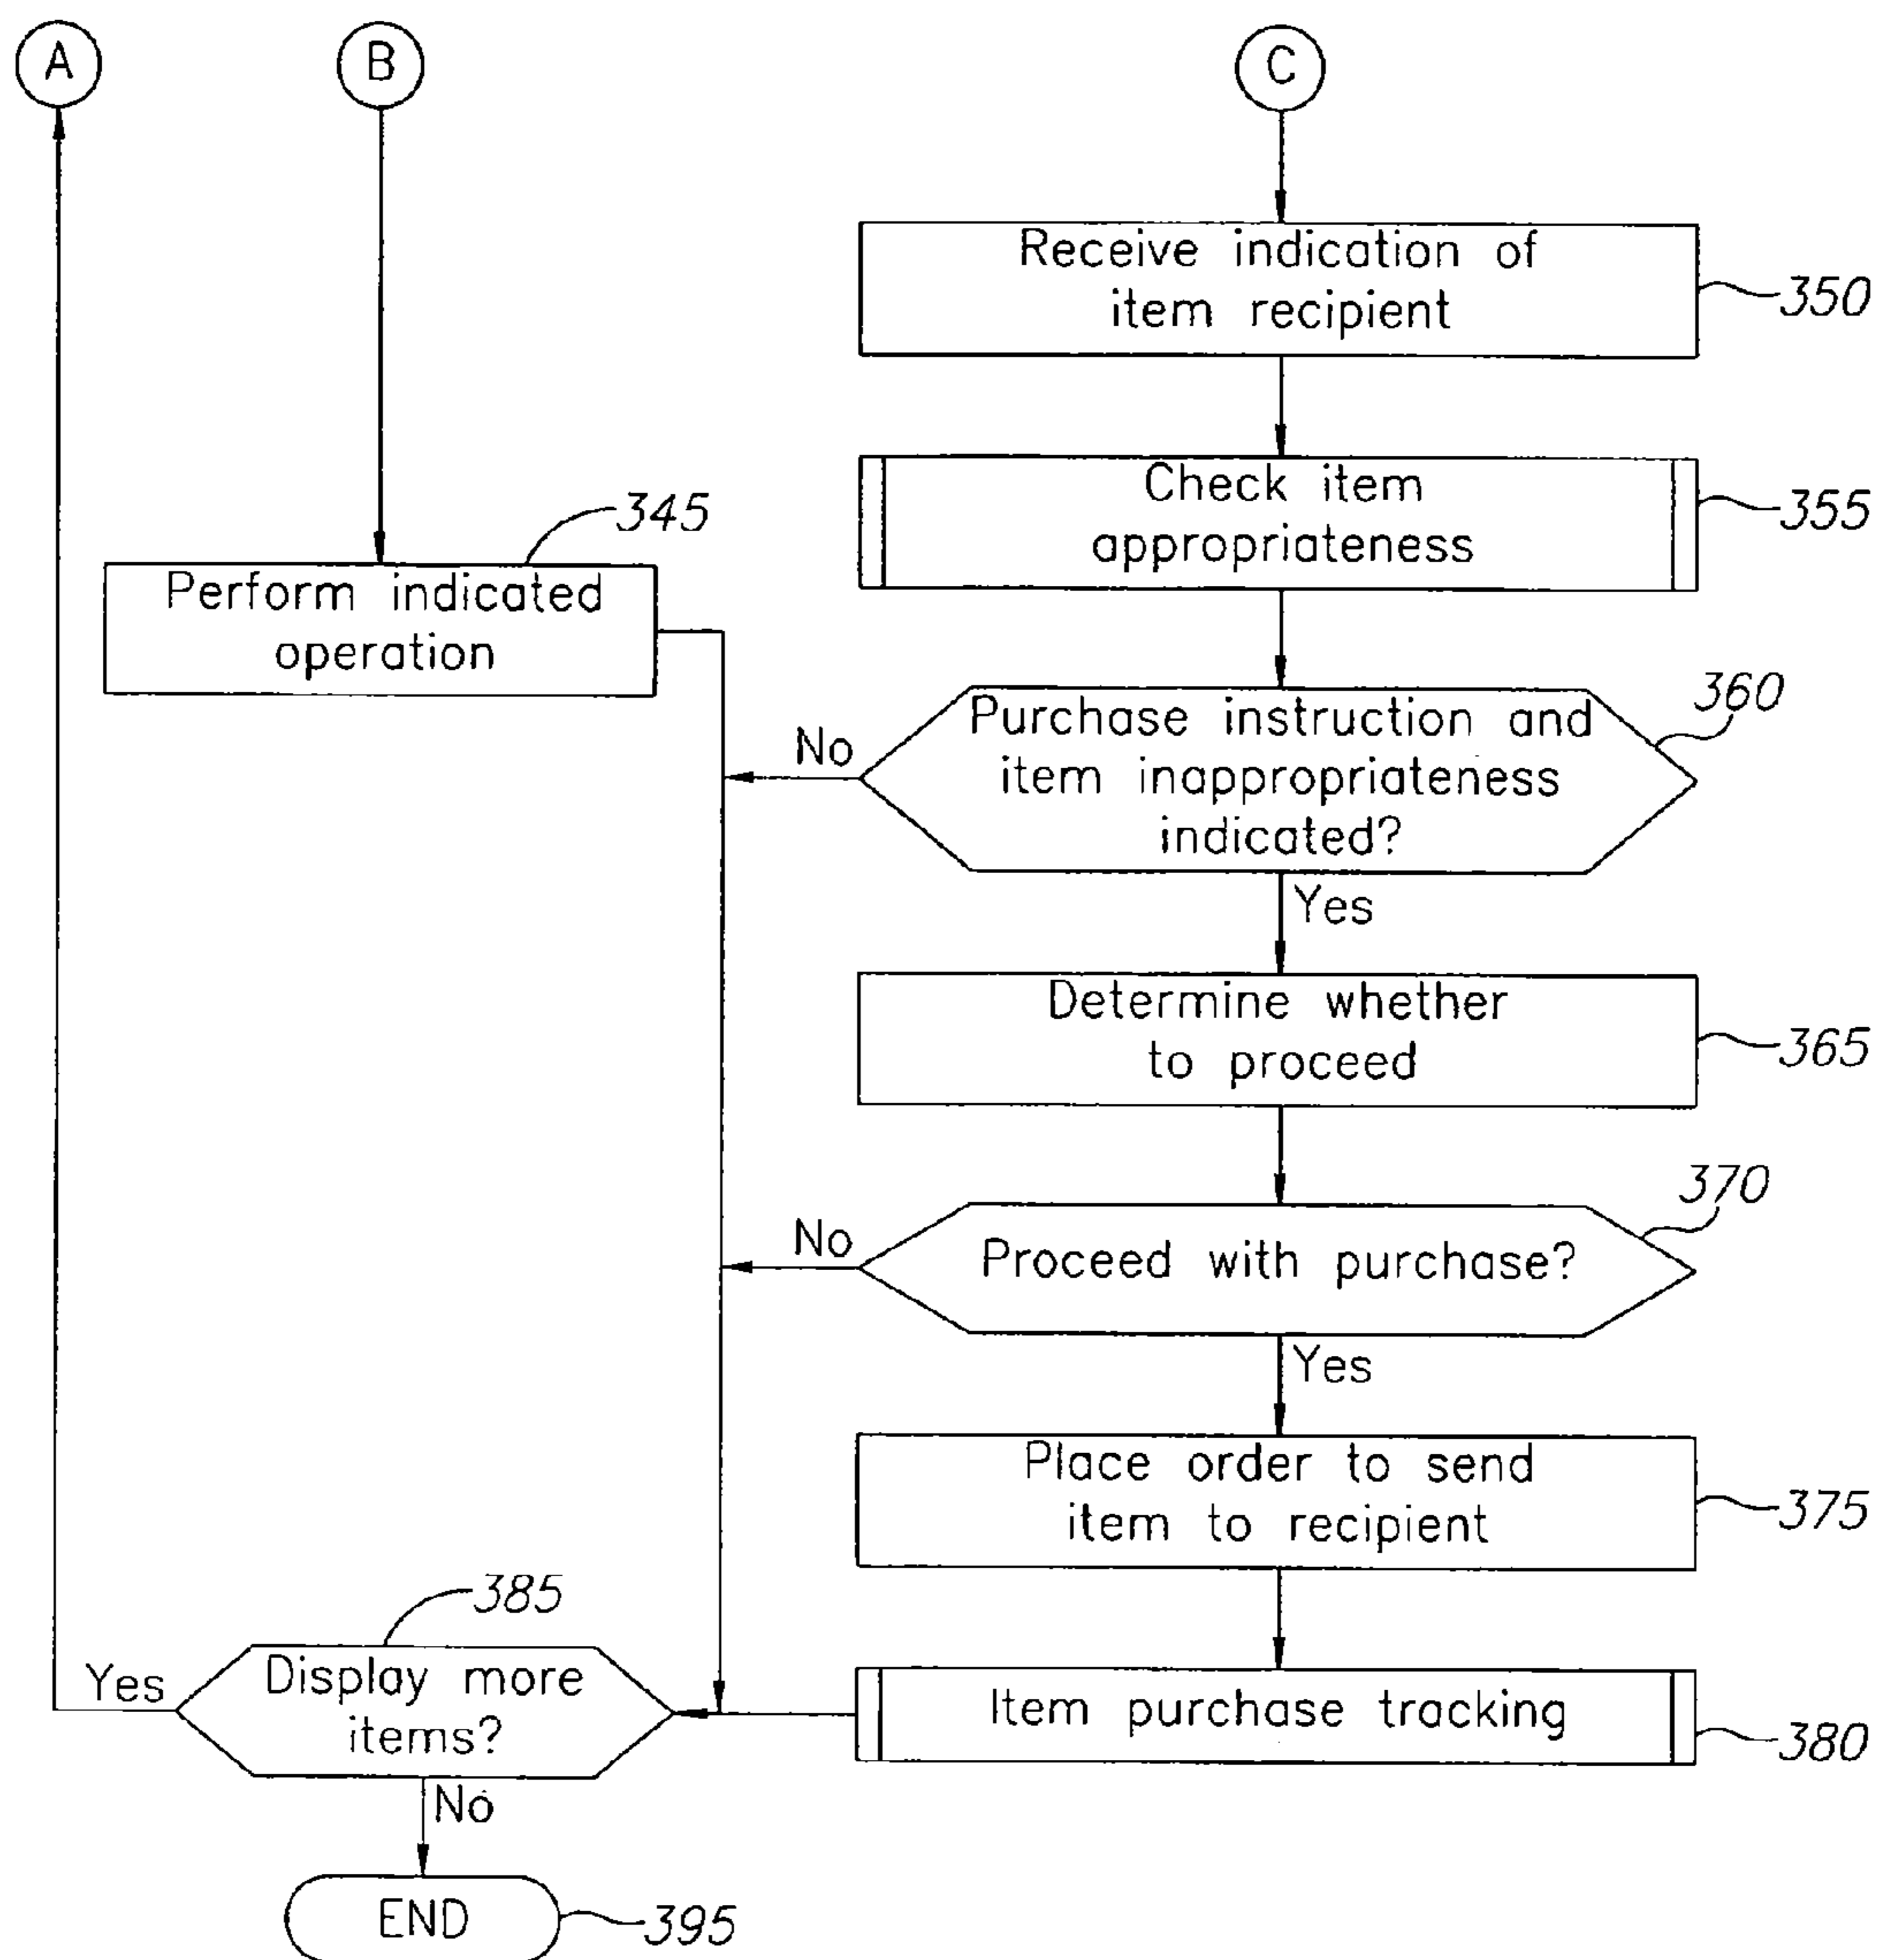 A
B
C
Receive indication of
item recipient
350
Check item
appropriateness
355
345
Perform indicated
operation
360
Purchase instruction and
item inappropriateness
indicated?
No
Yes
Determine whether
to proceed
365
370
Proceed with purchase?
No
Yes
Place order to send
item to recipient
375
385
Display more
items?
Yes
No
Item purchase tracking
380
END
395